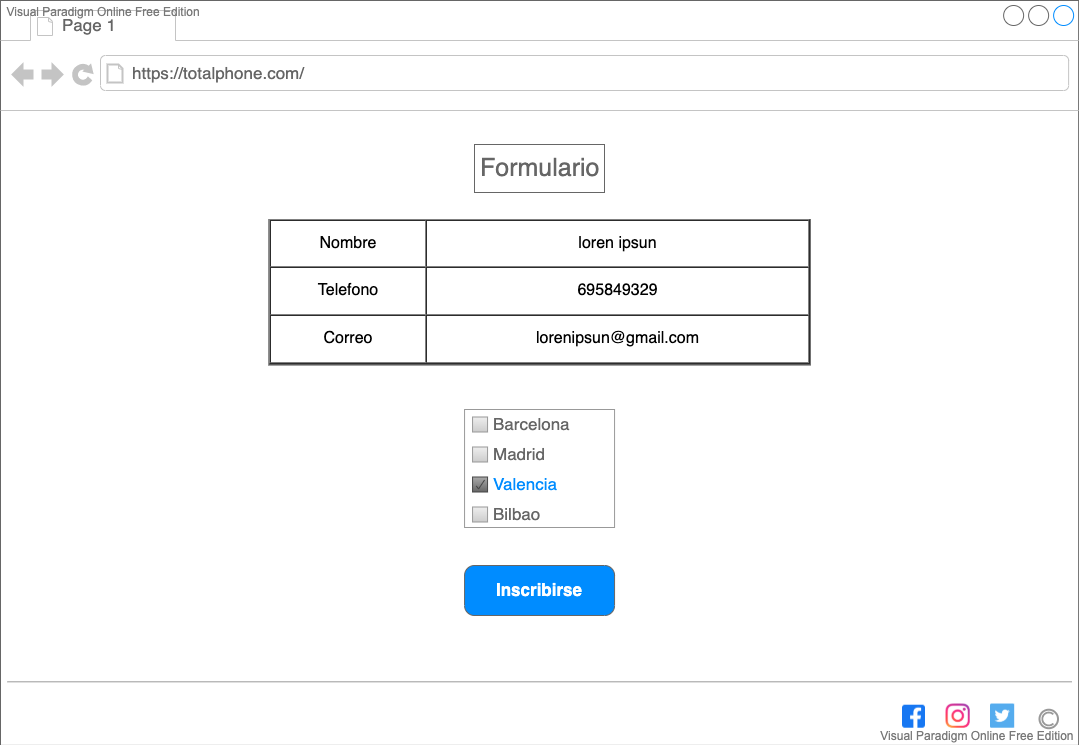 Visual Paradigm Online Free Edition
Page 1
https://totalphone.com/
Formulario
Nombre loren ipsun
Telefono 695849329
Correo lorenipsun@gmail.com
Barcelona
Madrid
Valencia
Bilbao
Inscribirse
©
Visual Paradigm Online Free Edition